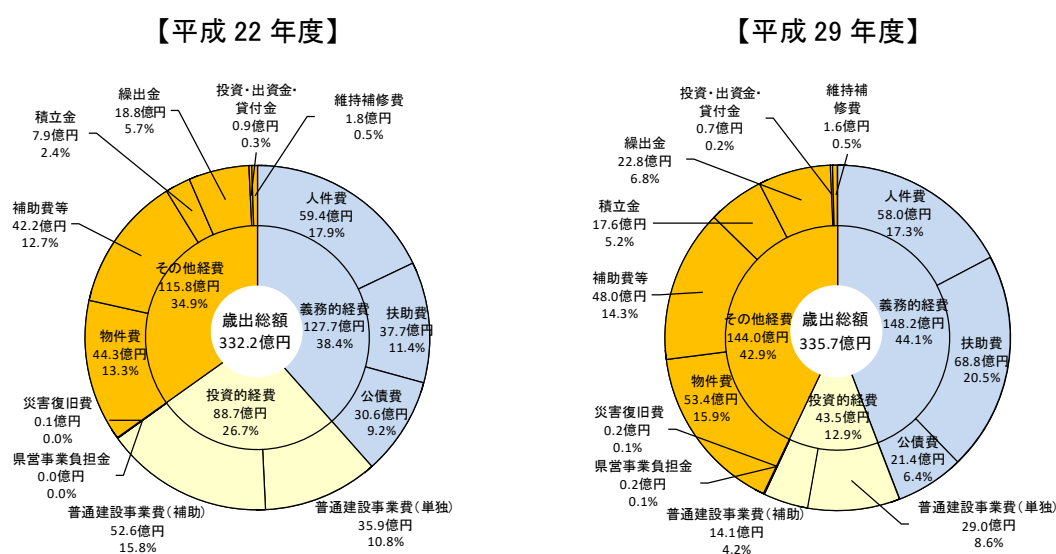 【平成 22 年度】
繰出金
18.8億円
5.7%
投資・出資金・
貸付金
0.9億円
0.3%
維持補修費
1.8億円
0.5%
積立金
7.9億円
2.4%
人件費
59.4億円
17.9%
補助費等
42.2億円
12.7%
その他経費
115.8億円
34.9%
歳出総額
332.2億円
義務的経費
127.7億円
38.4%
扶助費
37.7億円
11.4%
物件費
44.3億円
13.3%
投資的経費
88.7億円
26.7%
公債費
30.6億円
9.2%
災害復旧費
0.1億円
0.0%
県営事業負担金
0.0億円
0.0%
普通建設事業費(補助)
52.6億円
15.8%
普通建設事業費(単独)
35.9億円
10.8%
【平成 29 年度】
投資・出資金・
貸付金
0.7億円
0.2%
維持補
修費
1.6億円
0.5%
繰出金
22.8億円
6.8%
積立金
17.6億円
5.2%
人件費
58.0億円
17.3%
補助費等
48.0億円
14.3%
その他経費
144.0億円
42.9%
歳出総額
335.7億円
義務的経費
148.2億円
44.1%
扶助費
68.8億円
20.5%
物件費
53.4億円
15.9%
投資的経費
43.5億円
12.9%
公債費
21.4億円
6.4%
災害復旧費
0.2億円
0.1%
県営事業負担金
0.2億円
0.1%
普通建設事業費(補助)
14.1億円
4.2%
普通建設事業費(単独)
29.0億円
8.6%